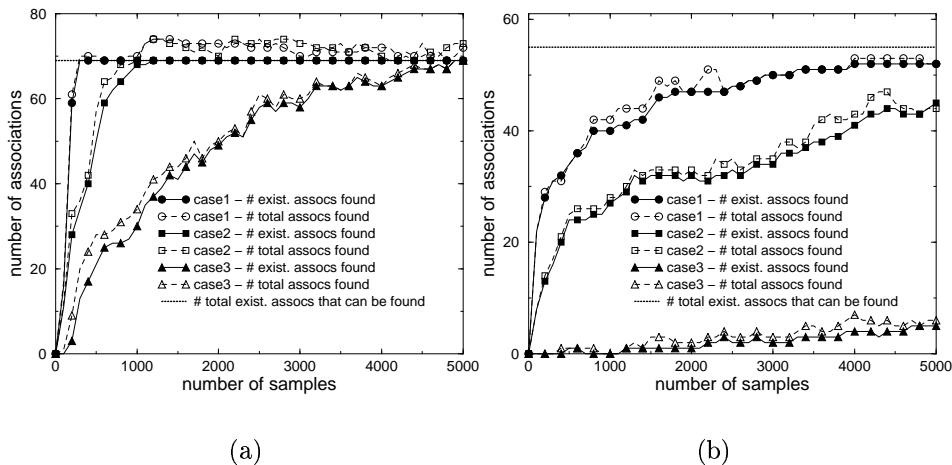 80
60
40
20
0
number of associations
case1 – # exist. assocs found
case1 – # total assocs found
case2 – # exist. assocs found
case2 – # total assocs found
case3 – # exist. assocs found
case3 – # total assocs found
# total exist. assocs that can be found
0 1000 2000 3000 4000 5000
number of samples
(a)
60
40
20
0
number of associations
case1 – # exist. assocs found
case1 – # total assocs found
case2 – # exist. assocs found
case2 – # total assocs found
case3 – # exist. assocs found
case3 – # total assocs found
# total exist. assocs that can be found
0 1000 2000 3000 4000 5000
number of samples
(b)